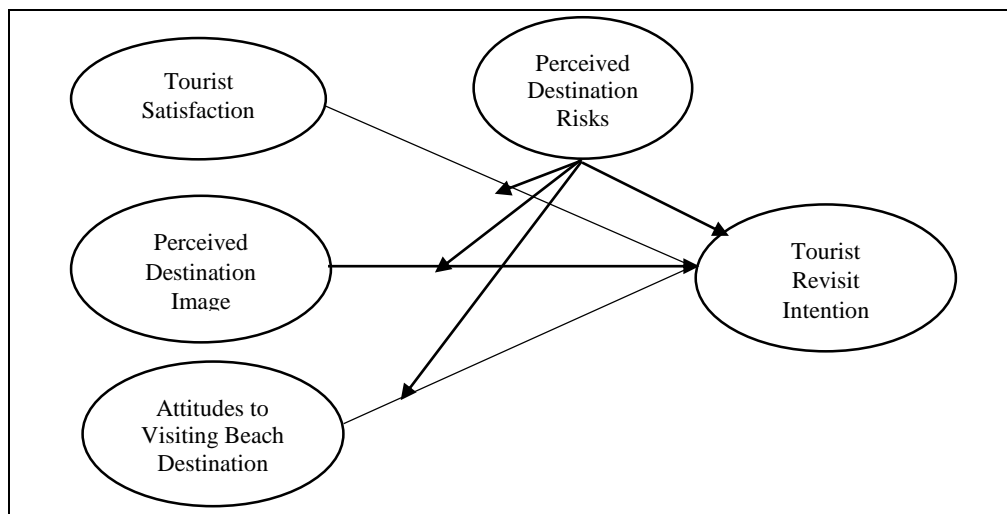 Tourist
Satisfaction
Perceived
Destination
Risks
Perceived
Destination
Image
Tourist
Revisit
Intention
Attitudes to
Visiting Beach
Destination